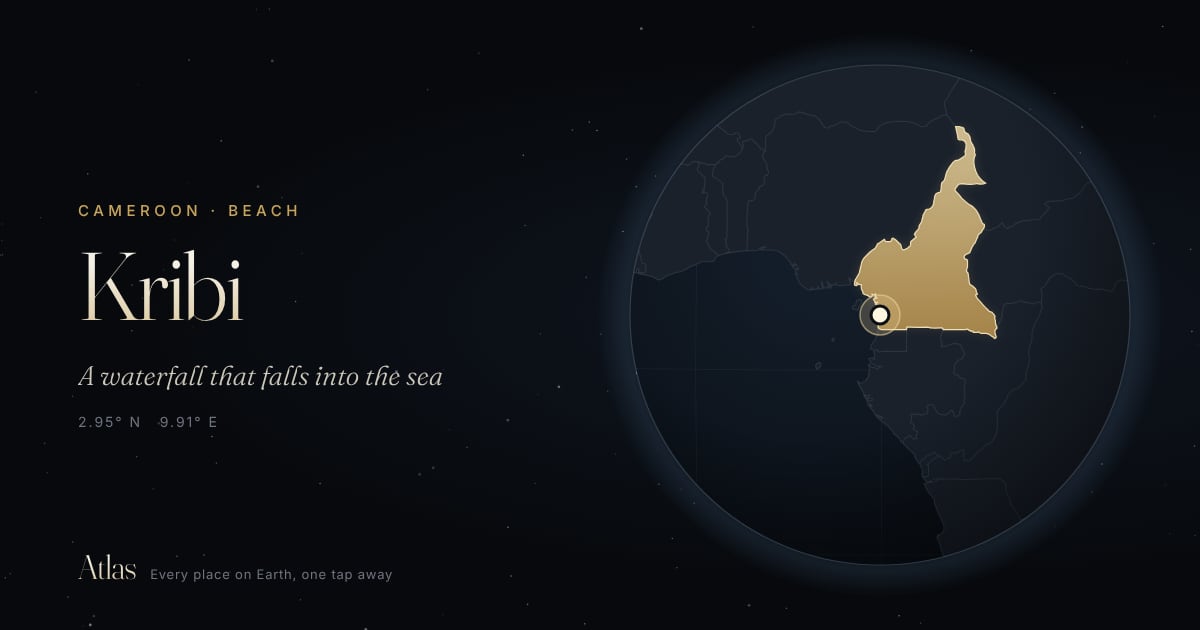 CAMEROON · BEACH
Kribi
A waterfall that falls into the sea
2.95° N 9.91° E
Atlas Every place on Earth, one tap away